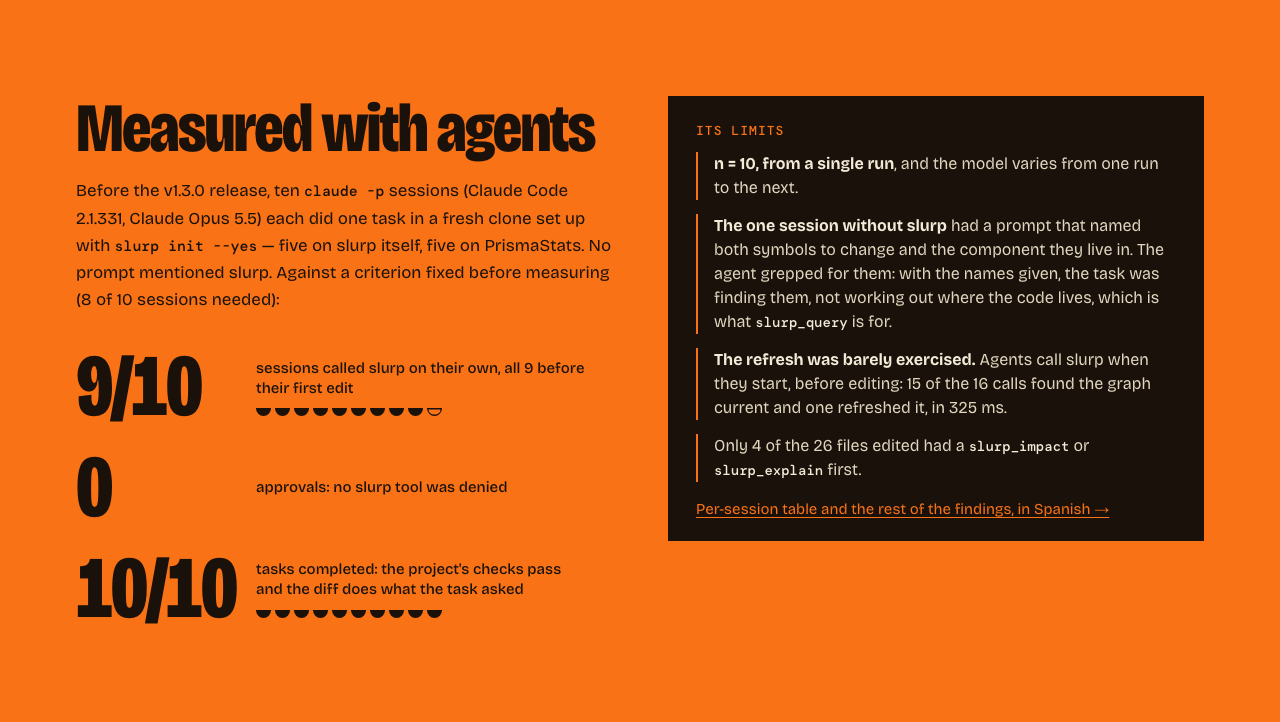 Measured with agents
Before the v1.3.0 release, ten claude -p sessions (Claude Code
2.1.331, Claude Opus 5.5) each did one task in a fresh clone set up
with slurp init --yes — five on slurp itself, five on PrismaStats. No
prompt mentioned slurp. Against a criterion fixed before measuring
(8 of 10 sessions needed):
9/10
sessions called slurp on their own, all 9 before
their first edit
0
approvals: no slurp tool was denied
10/10
tasks completed: the project's checks pass
and the diff does what the task asked
ITS LIMITS
n = 10, from a single run, and the model varies from one run
to the next.
The one session without slurp had a prompt that named
both symbols to change and the component they live in. The
agent grepped for them: with the names given, the task was
finding them, not working out where the code lives, which is
what slurp_query is for.
The refresh was barely exercised. Agents call slurp when
they start, before editing: 15 of the 16 calls found the graph
current and one refreshed it, in 325 ms.
Only 4 of the 26 files edited had a slurp_impact or
slurp_explain first.
Per-session table and the rest of the findings, in Spanish →